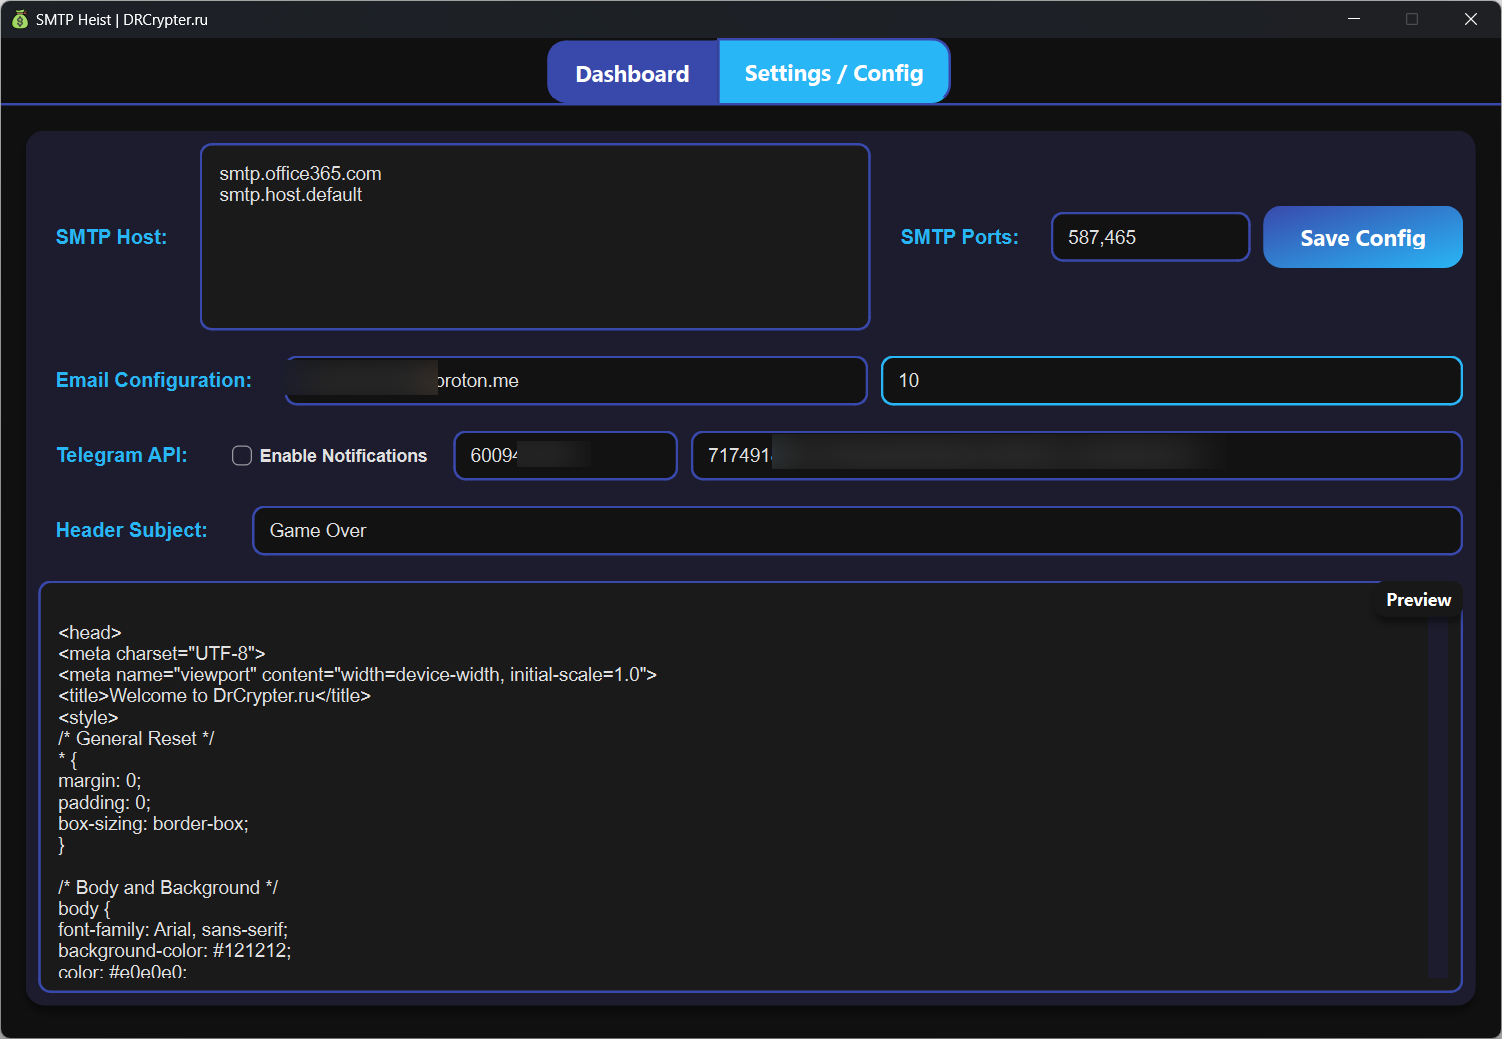 SMTP Heist | DRCrypter.ru
Dashboard
Settings / Config
SMTP Host:
smtp.office365.com
smtp.host.default
SMTP Ports:
587,465
Save Config
Email Configuration:
proton.me
10
Telegram API:
Enable Notifications
6009
717491
Header Subject:
Game Over
Preview
<head>
<meta charset="UTF-8">
<meta name="viewport" content="width=device-width, initial-scale=1.0">
<title>Welcome to DrCrypter.ru</title>
<style>
/* General Reset */
* {
margin: 0;
padding: 0;
box-sizing: border-box;
}
/* Body and Background */
body {
font-family: Arial, sans-serif;
background-color: #121212;
color: #e0e0e0;